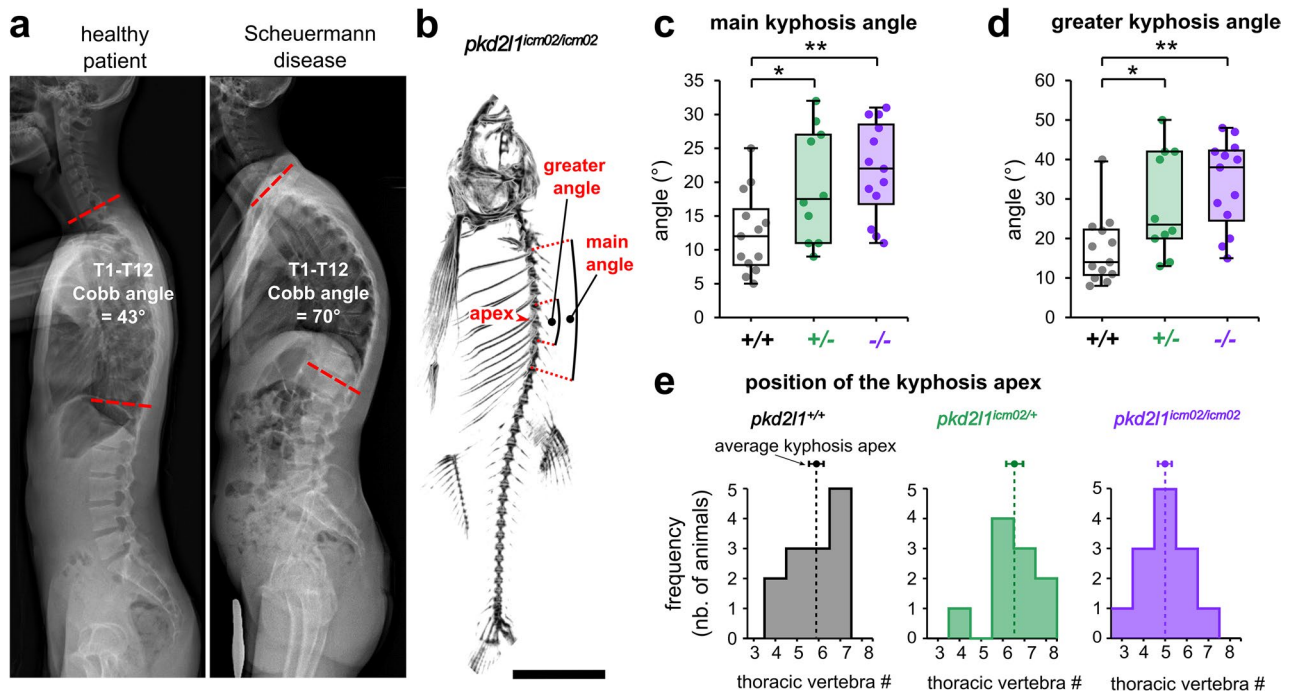 a
healthy
patient
Scheuermann
disease
T1-T12
Cobb angle
= 43°
T1-T12
Cobb angle
= 70°
b
pkd2l1icm02/icm02
greater
angle
main
angle
apex
c
main kyphosis angle
**
*
angle (°)
35
30
25
20
15
10
5
0
+/+
+/-
-/-
d
greater kyphosis angle
**
*
angle (°)
60
50
40
30
20
10
0
+/+
+/-
-/-
e
position of the kyphosis apex
pkd2l1+/+
pkd2l1icm02/+
pkd2l1icm02/icm02
average kyphosis apex
frequency
(nb. of animals)
5
4
3
2
1
0
3 4 5 6 7 8
thoracic vertebra #
5
4
3
2
1
0
3 4 5 6 7 8
thoracic vertebra #
5
4
3
2
1
0
3 4 5 6 7 8
thoracic vertebra #